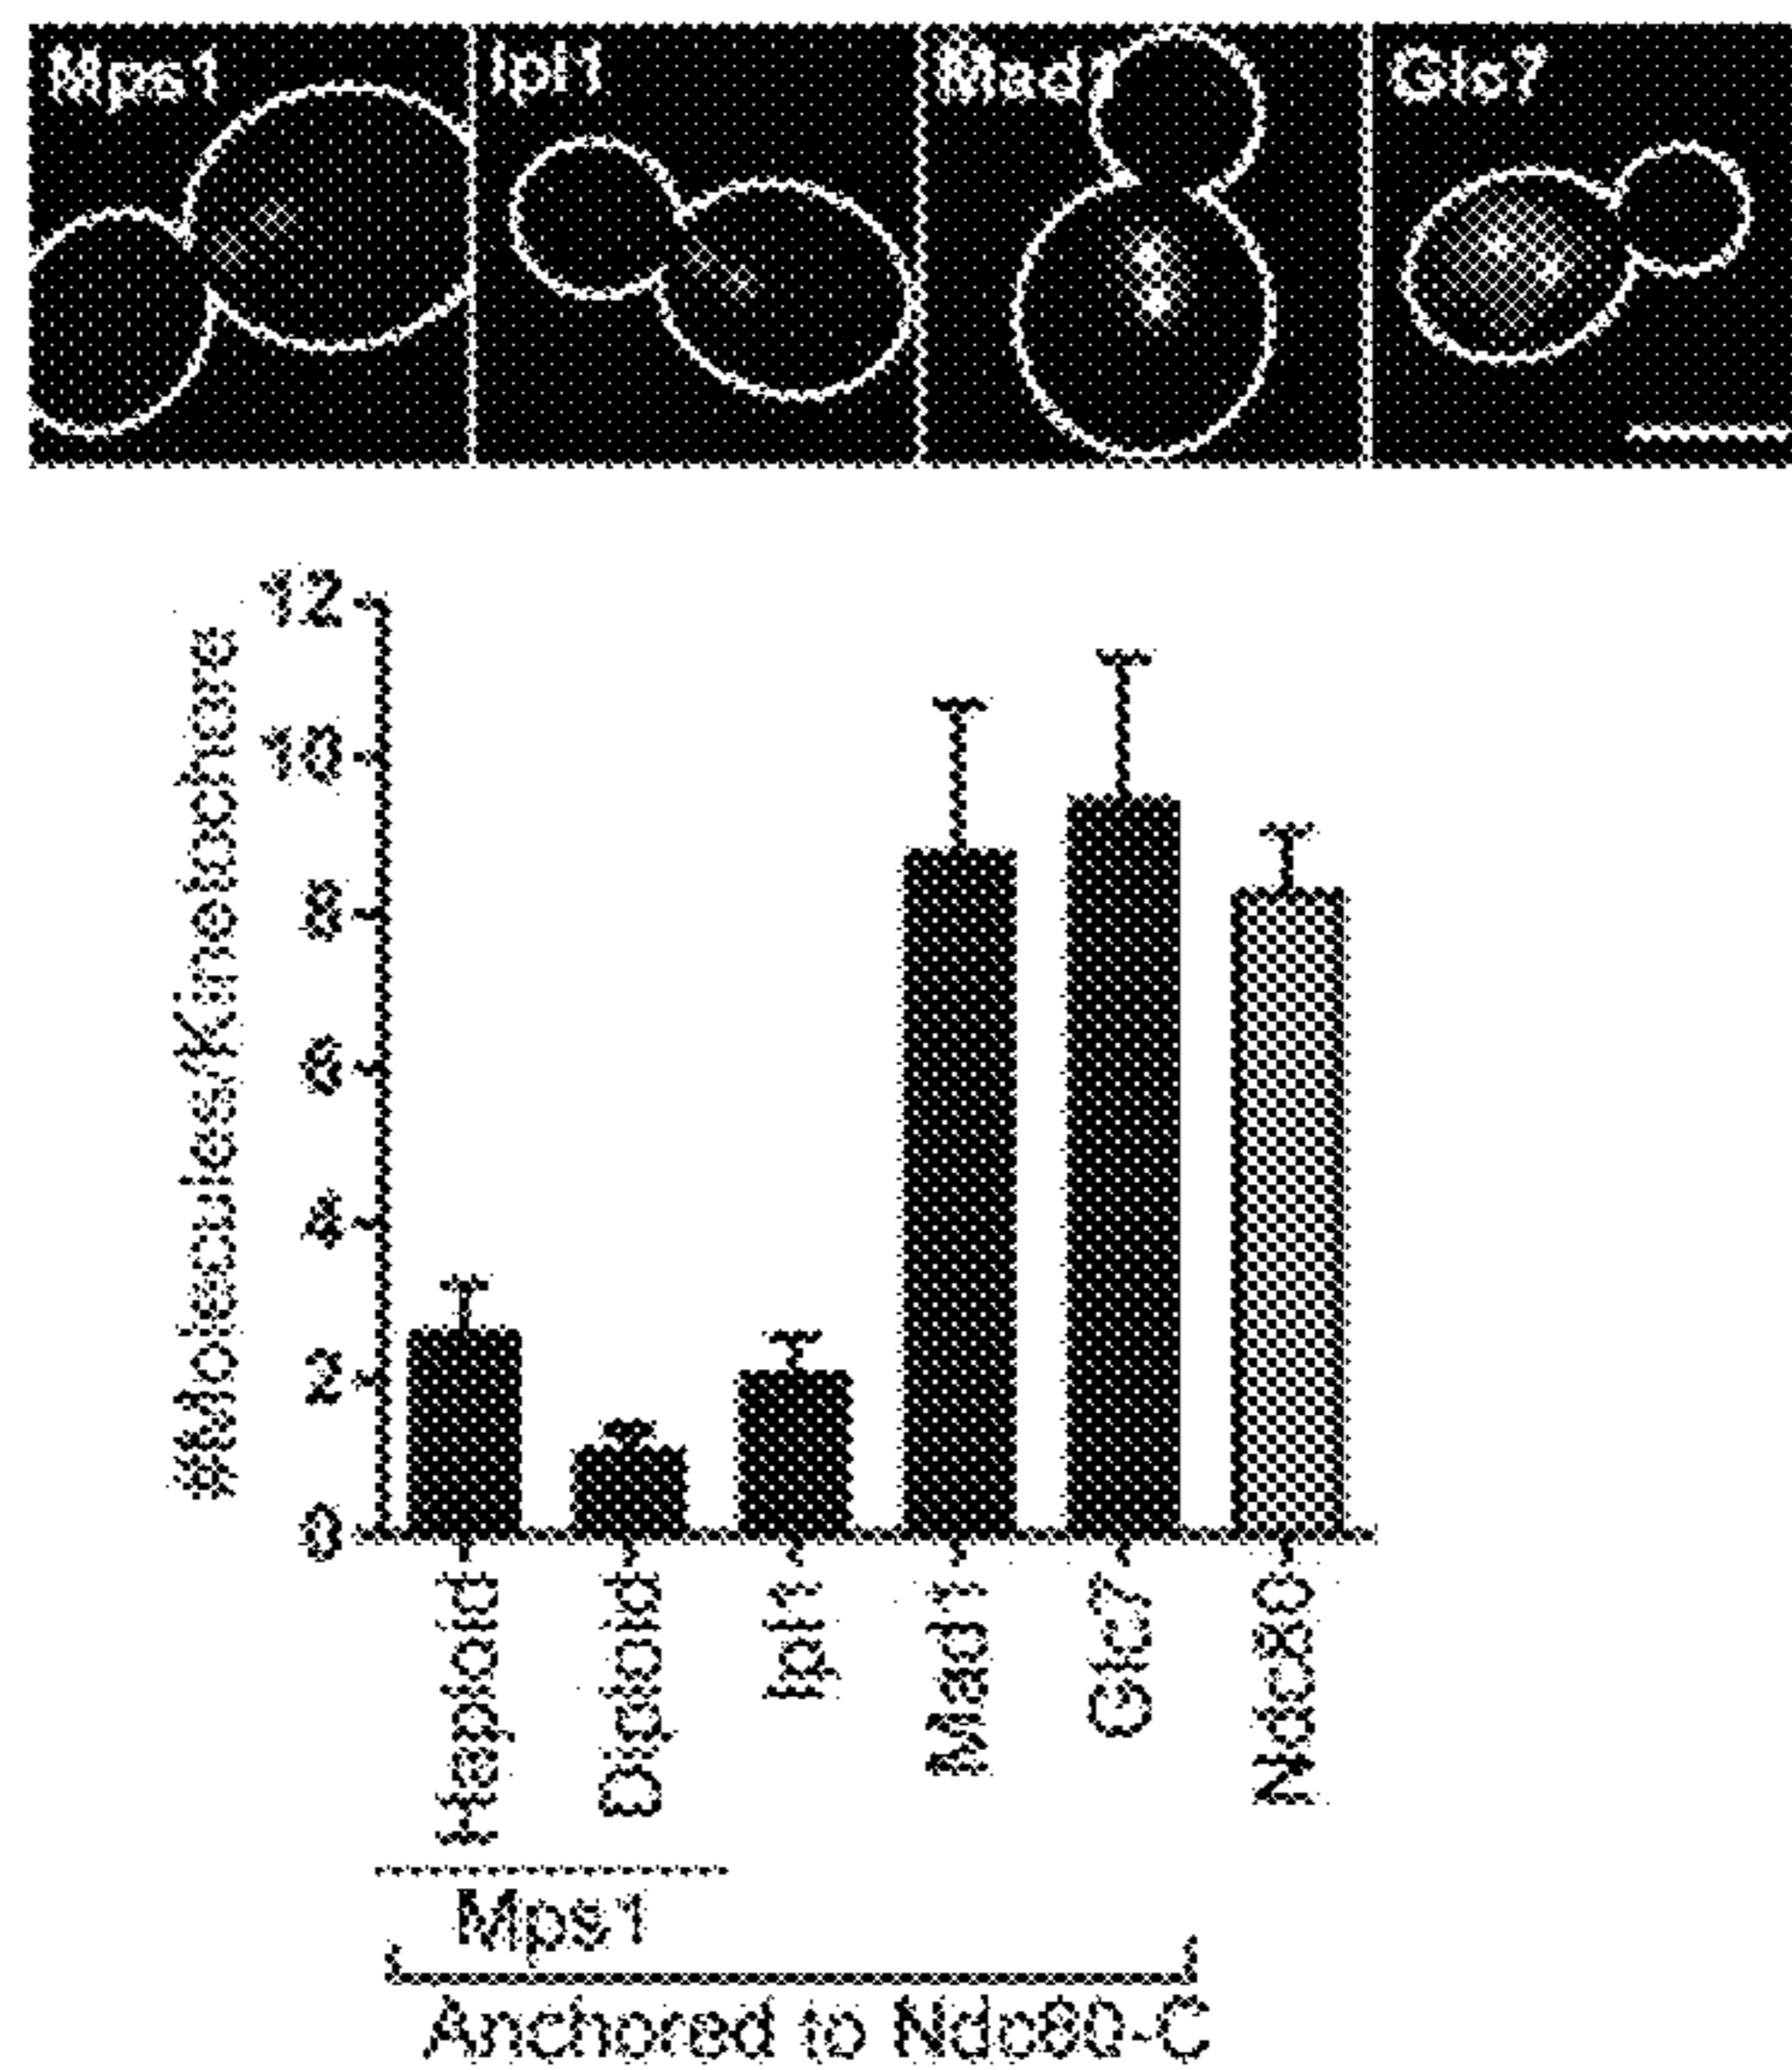 Mps1
Ipl1
Mad1
Glc7
#Molecules/Kinetochore
12
10
8
6
4
2
0
Haploid
Diploid
Ipl1
Mad1
Glc7
Ndc80
Mps1
Anchored to Ndc80-C